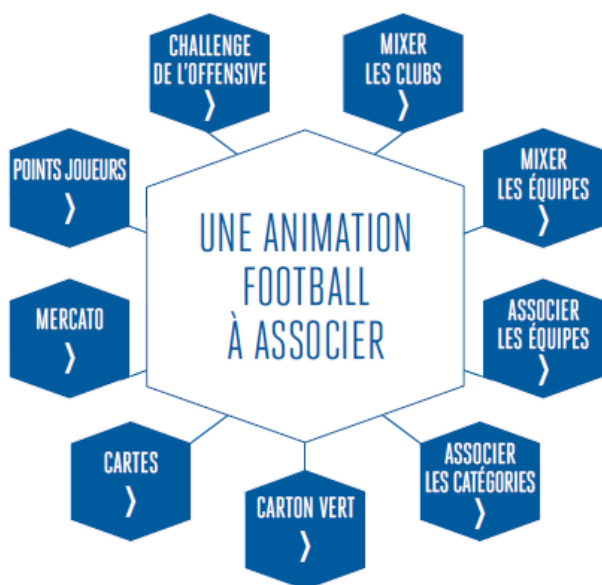 CHALLENGE
DE L'OFFENSIVE
❭
MIXER
LES CLUBS
❭
POINTS JOUEURS
❭
MIXER
LES ÉQUIPES
❭
UNE ANIMATION
FOOTBALL
À ASSOCIER
MERCATO
❭
ASSOCIER
LES ÉQUIPES
❭
CARTES
❭
CARTON VERT
❭
ASSOCIER
LES CATÉGORIES
❭